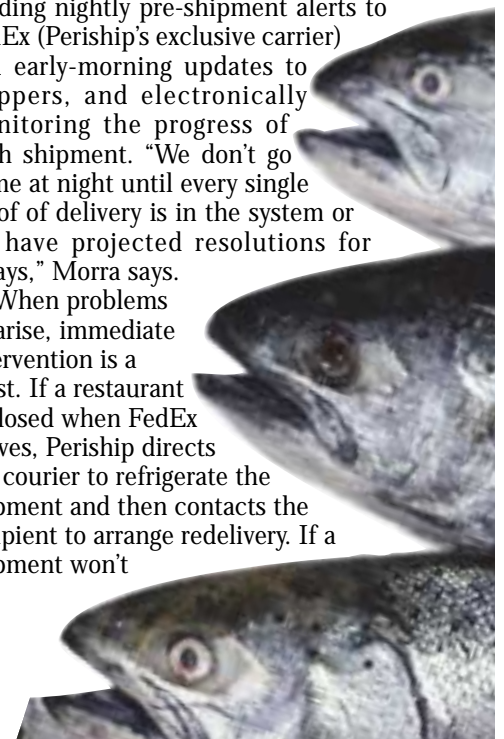 ding nightly pre-shipment alerts to
Ex (Periship's exclusive carrier)
early-morning updates to
ppers, and electronically
nitoring the progress of
h shipment. “We don't go
me at night until every single
of of delivery is in the system or
have projected resolutions for
ays,” Morra says.
When problems
arise, immediate
ervention is a
st. If a restaurant
losed when FedEx
ves, Periship directs
courier to refrigerate the
pment and then contacts the
pient to arrange redelivery. If a
pment won't